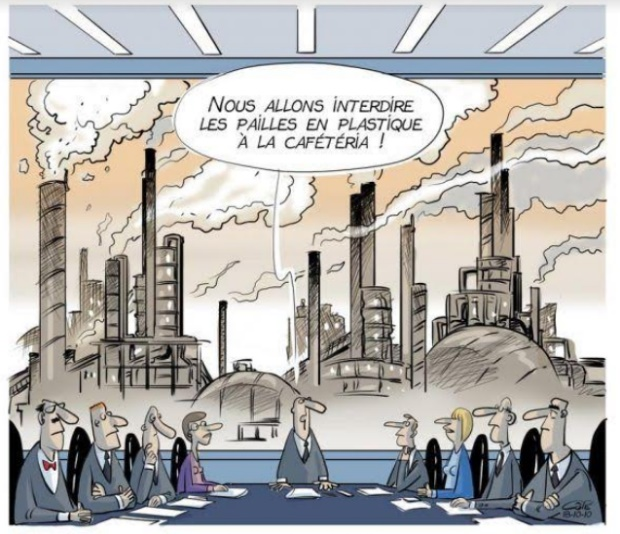 NOUS ALLONS INTERDIRE
LES PAILLES EN PLASTIQUE
À LA CAFÉTÉRIA !